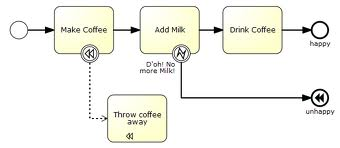 Make Coffee
Add Milk
Drink Coffee
happy
D'oh! No
more Milk!
unhappy
Throw coffee
away